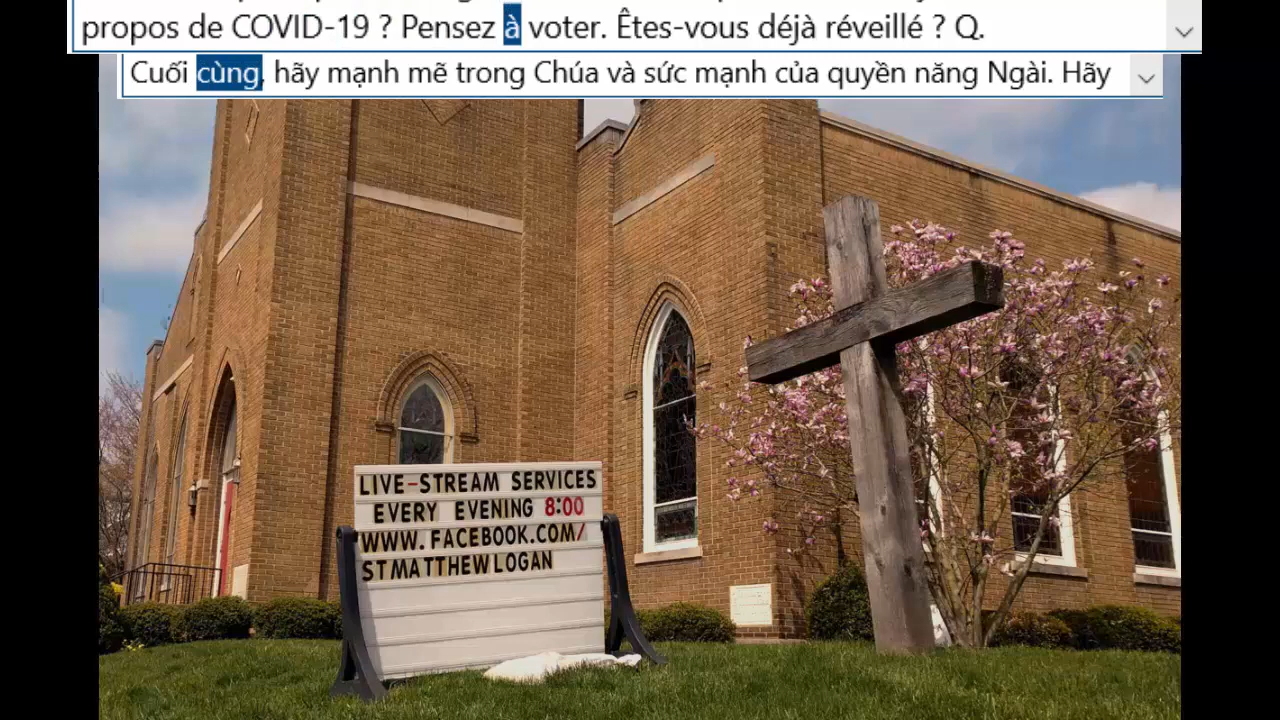 propos de COVID-19 ? Pensez à voter. Êtes-vous déjà réveillé ? Q.
Cuối cùng, hãy mạnh mẽ trong Chúa và sức mạnh của quyền năng Ngài. Hãy
LIVE-STREAM SERVICES
EVERY EVENING 8:00
WWW.FACEBOOK.COM/
STMATTHEWLOGAN